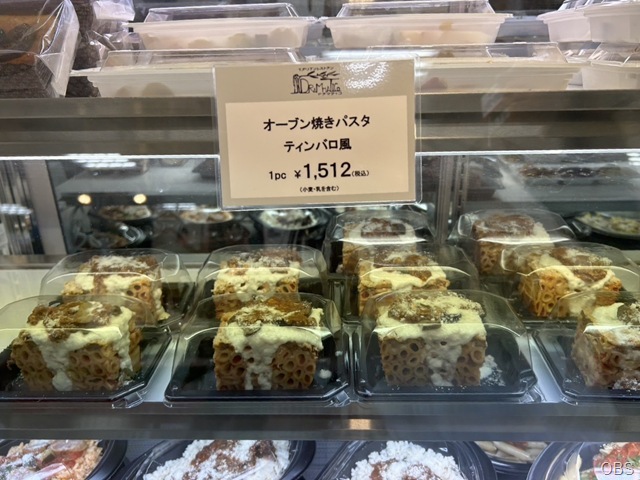 オーブン焼きパスタ
ティンバロ風
1pc ¥1,512(税込)
(小麦・乳を含む)
OBS